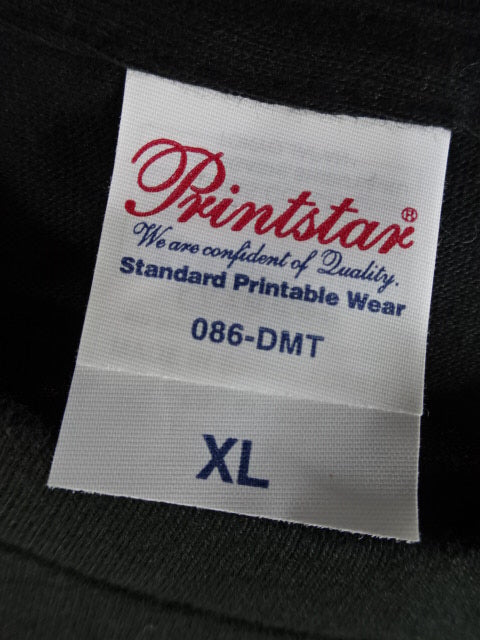 Printstar®
We are confident of Quality.
Standard Printable Wear
086-DMT
XL